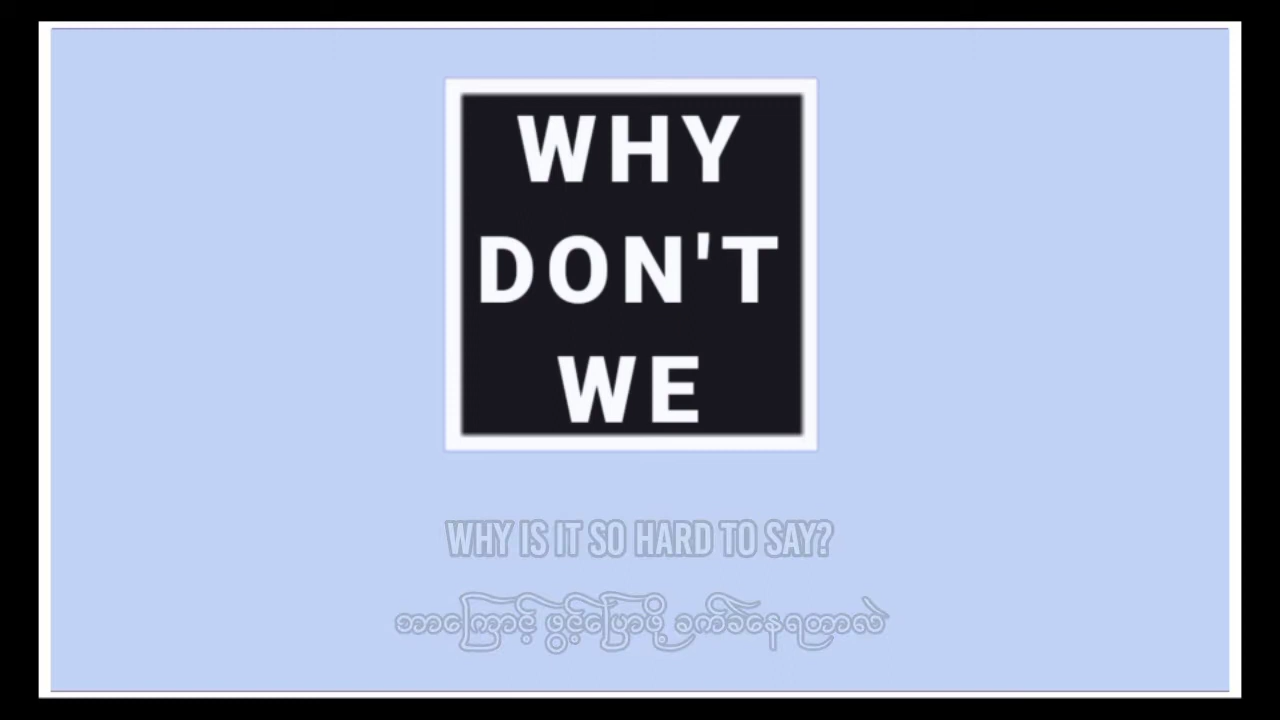 WHY
DON'T
WE
WHY IS IT SO HARD TO SAY?
ဘာကြောင့် ဖွင့်ပြောဖို့ ခက်ခဲနေရတာလဲ